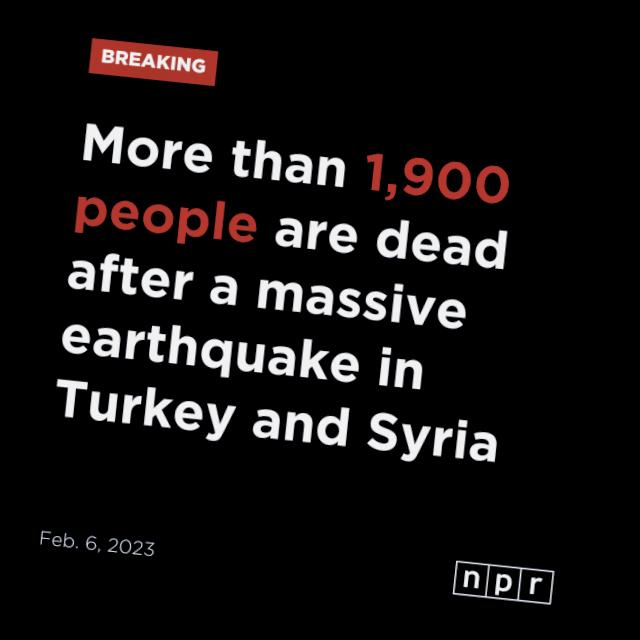 BREAKING
More than 1,900
people are dead
after a massive
earthquake in
Turkey and Syria
Feb. 6, 2023
npr